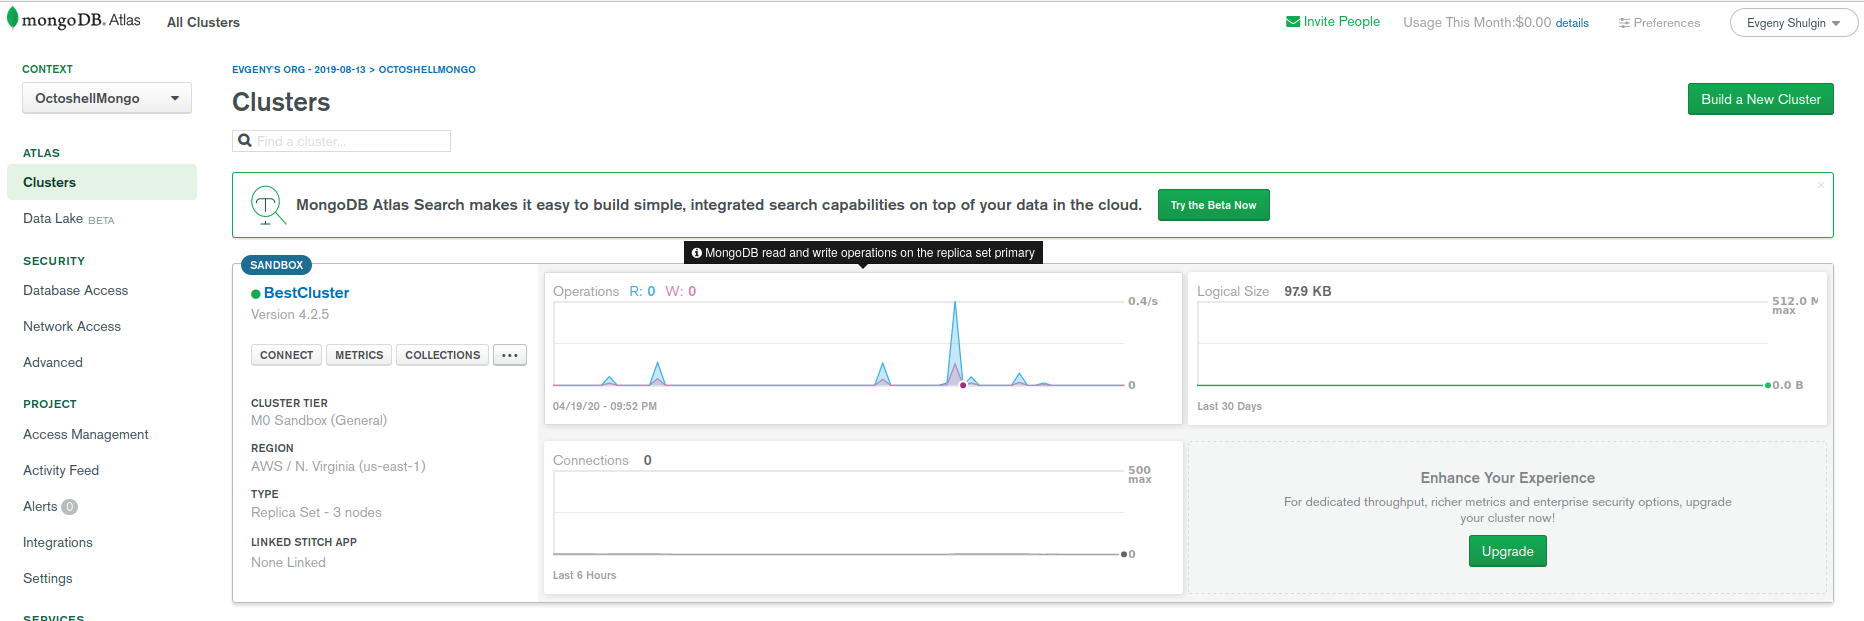 mongoDB. Atlas
All Clusters
Invite People
Usage This Month:$0.00 details
Preferences
Evgeny Shulgin
CONTEXT
OctoshellMongo
ATLAS
Clusters
Data Lake BETA
SECURITY
Database Access
Network Access
Advanced
PROJECT
Access Management
Activity Feed
Alerts 0
Integrations
Settings
SERVICES
EVGENY'S ORG - 2019-08-13 > OCTOSHELLMONGO
Clusters
Build a New Cluster
Find a cluster...
MongoDB Atlas Search makes it easy to build simple, integrated search capabilities on top of your data in the cloud.
Try the Beta Now
×
MongoDB read and write operations on the replica set primary
SANDBOX
BestCluster
Version 4.2.5
CONNECT
METRICS
COLLECTIONS
...
CLUSTER TIER
M0 Sandbox (General)
REGION
AWS / N. Virginia (us-east-1)
TYPE
Replica Set - 3 nodes
LINKED STITCH APP
None Linked
Operations R: 0 W: 0
0.4/s
0
04/19/20 - 09:52 PM
Logical Size 97.9 KB
512.0 M
max
0.0 B
Last 30 Days
Connections 0
500
max
0
Last 6 Hours
Enhance Your Experience
For dedicated throughput, richer metrics and enterprise security options, upgrade
your cluster now!
Upgrade